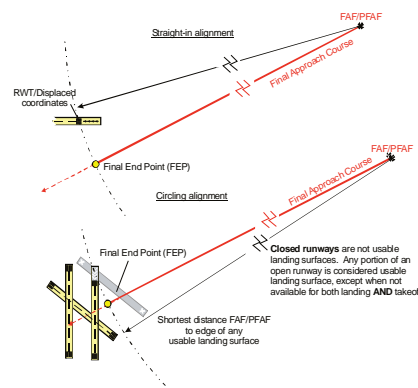 Straight-in alignment
FAF/PFAF
Final Approach Course
RWT/Displaced
coordinates
Final End Point (FEP)
Circling alignment
FAF/PFAF
Final Approach Course
Final End Point (FEP)
Closed runways are not usable
landing surfaces. Any portion of an
open runway is considered usable
landing surface, except when not
available for both landing AND takeof
Shortest distance FAF/PFAF
to edge of any
usable landing surface